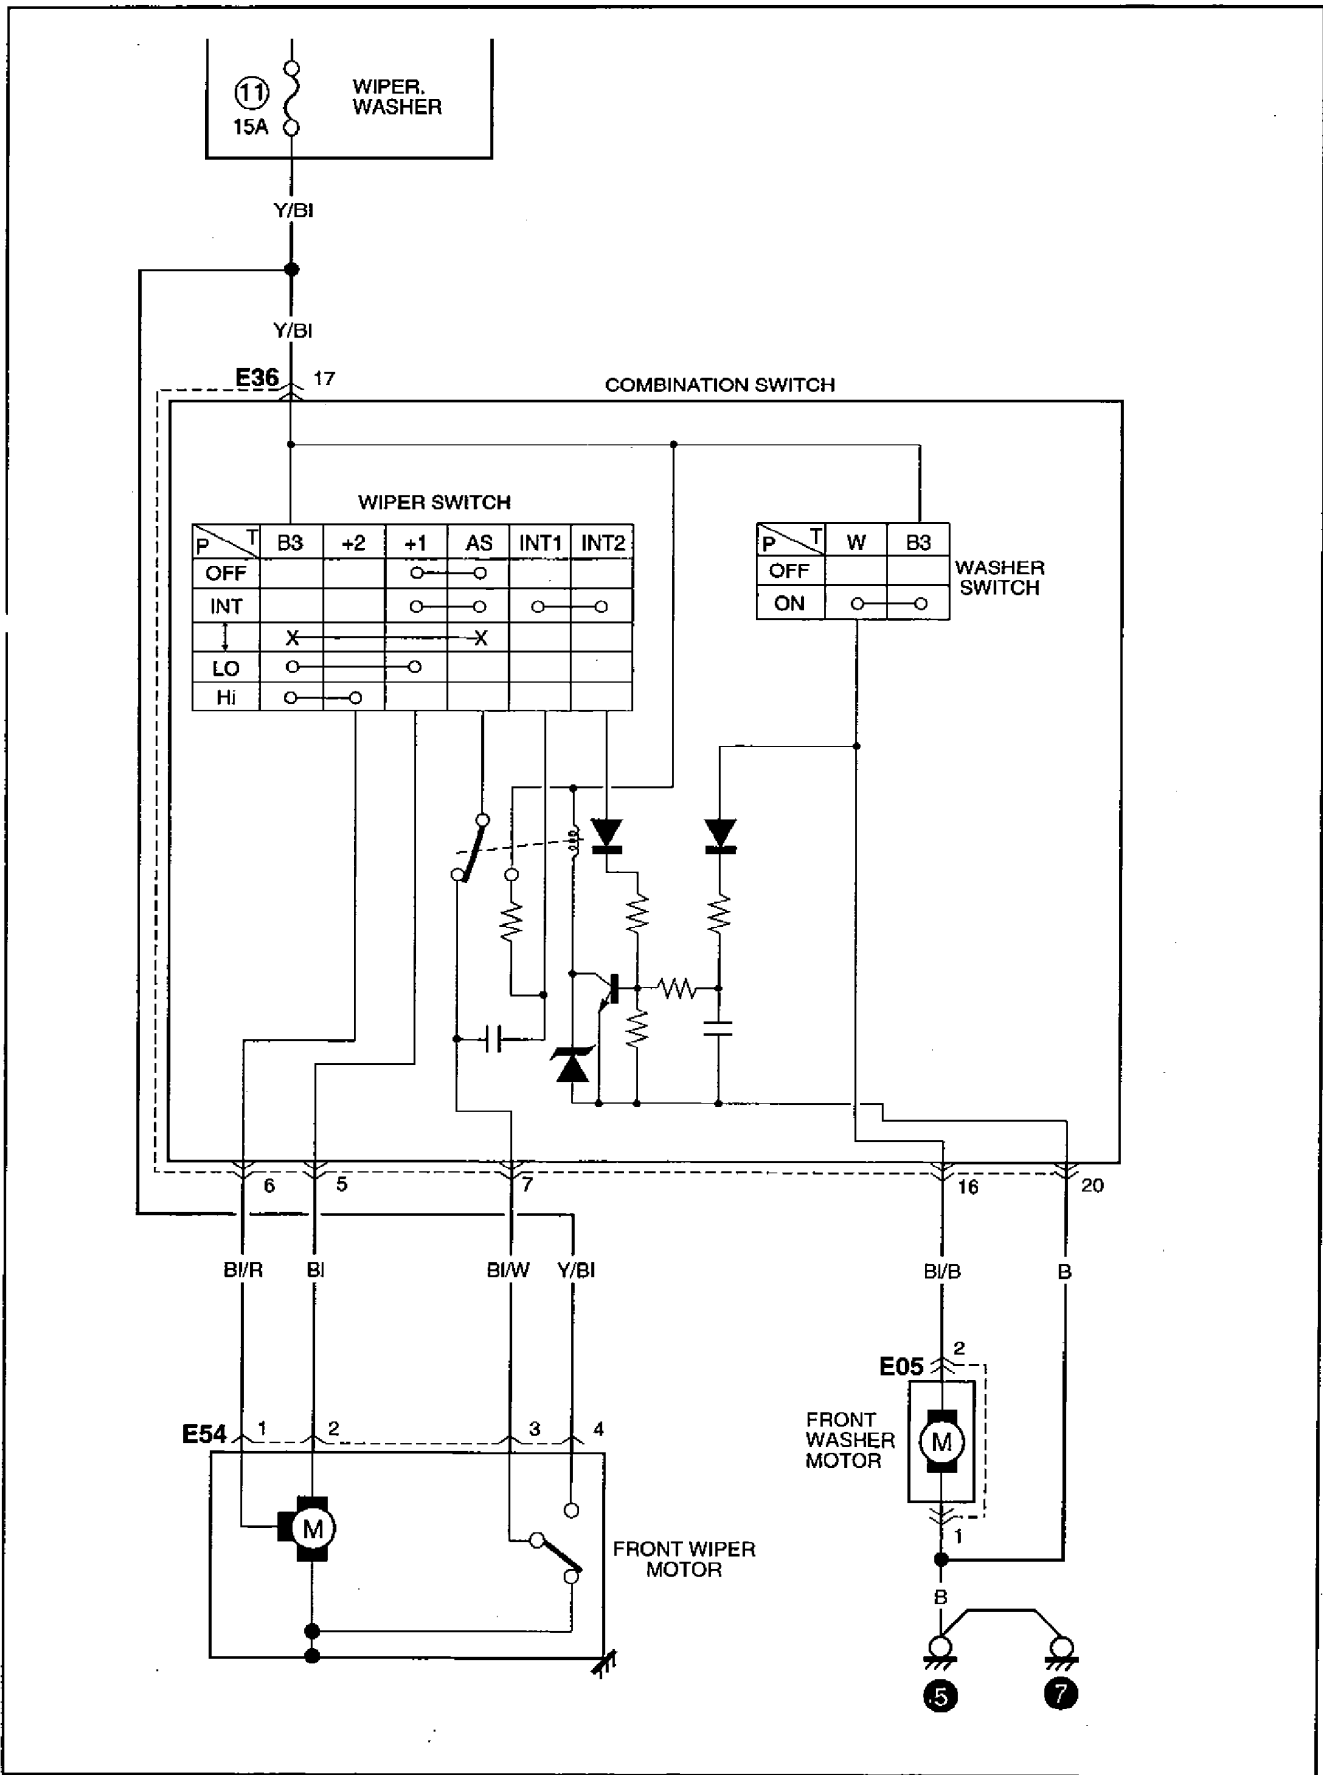 11
15A
WIPER.
WASHER
Y/Bl
Y/Bl
E36 17
COMBINATION SWITCH
WIPER SWITCH
P T B3 +2 +1 AS INT1 INT2
OFF
INT
X X
LO
Hi
P T W B3
OFF
ON
WASHER
SWITCH
6 5 7 16 20
Bl/R Bl Bl/W Y/Bl Bl/B B
E05 2
E54 1 2 3 4
FRONT
WASHER
MOTOR
M
1
M
FRONT WIPER
MOTOR
B
5 7